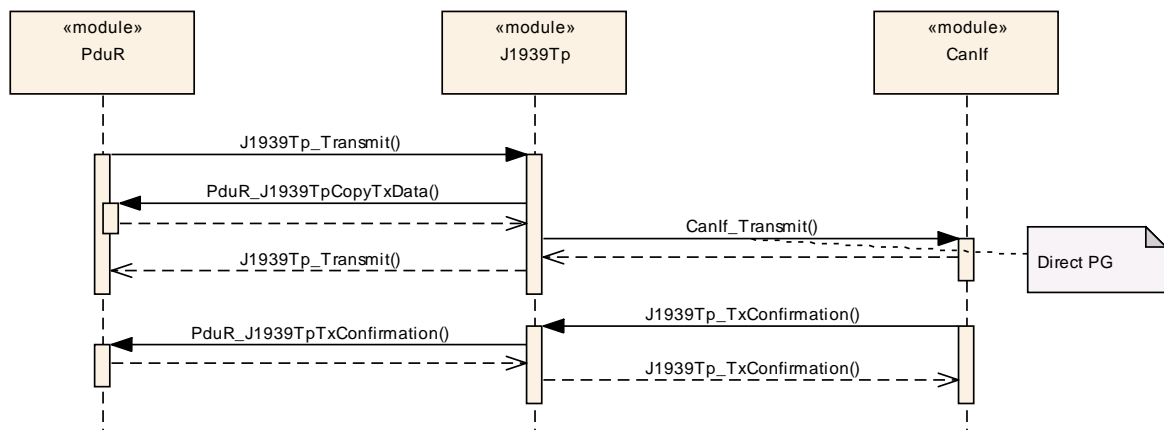 «module»
PduR
«module»
J1939Tp
«module»
CanIf
J1939Tp_Transmit()
PduR_J1939TpCopyTxData()
CanIf_Transmit()
J1939Tp_Transmit()
Direct PG
J1939Tp_TxConfirmation()
PduR_J1939TpTxConfirmation()
J1939Tp_TxConfirmation()